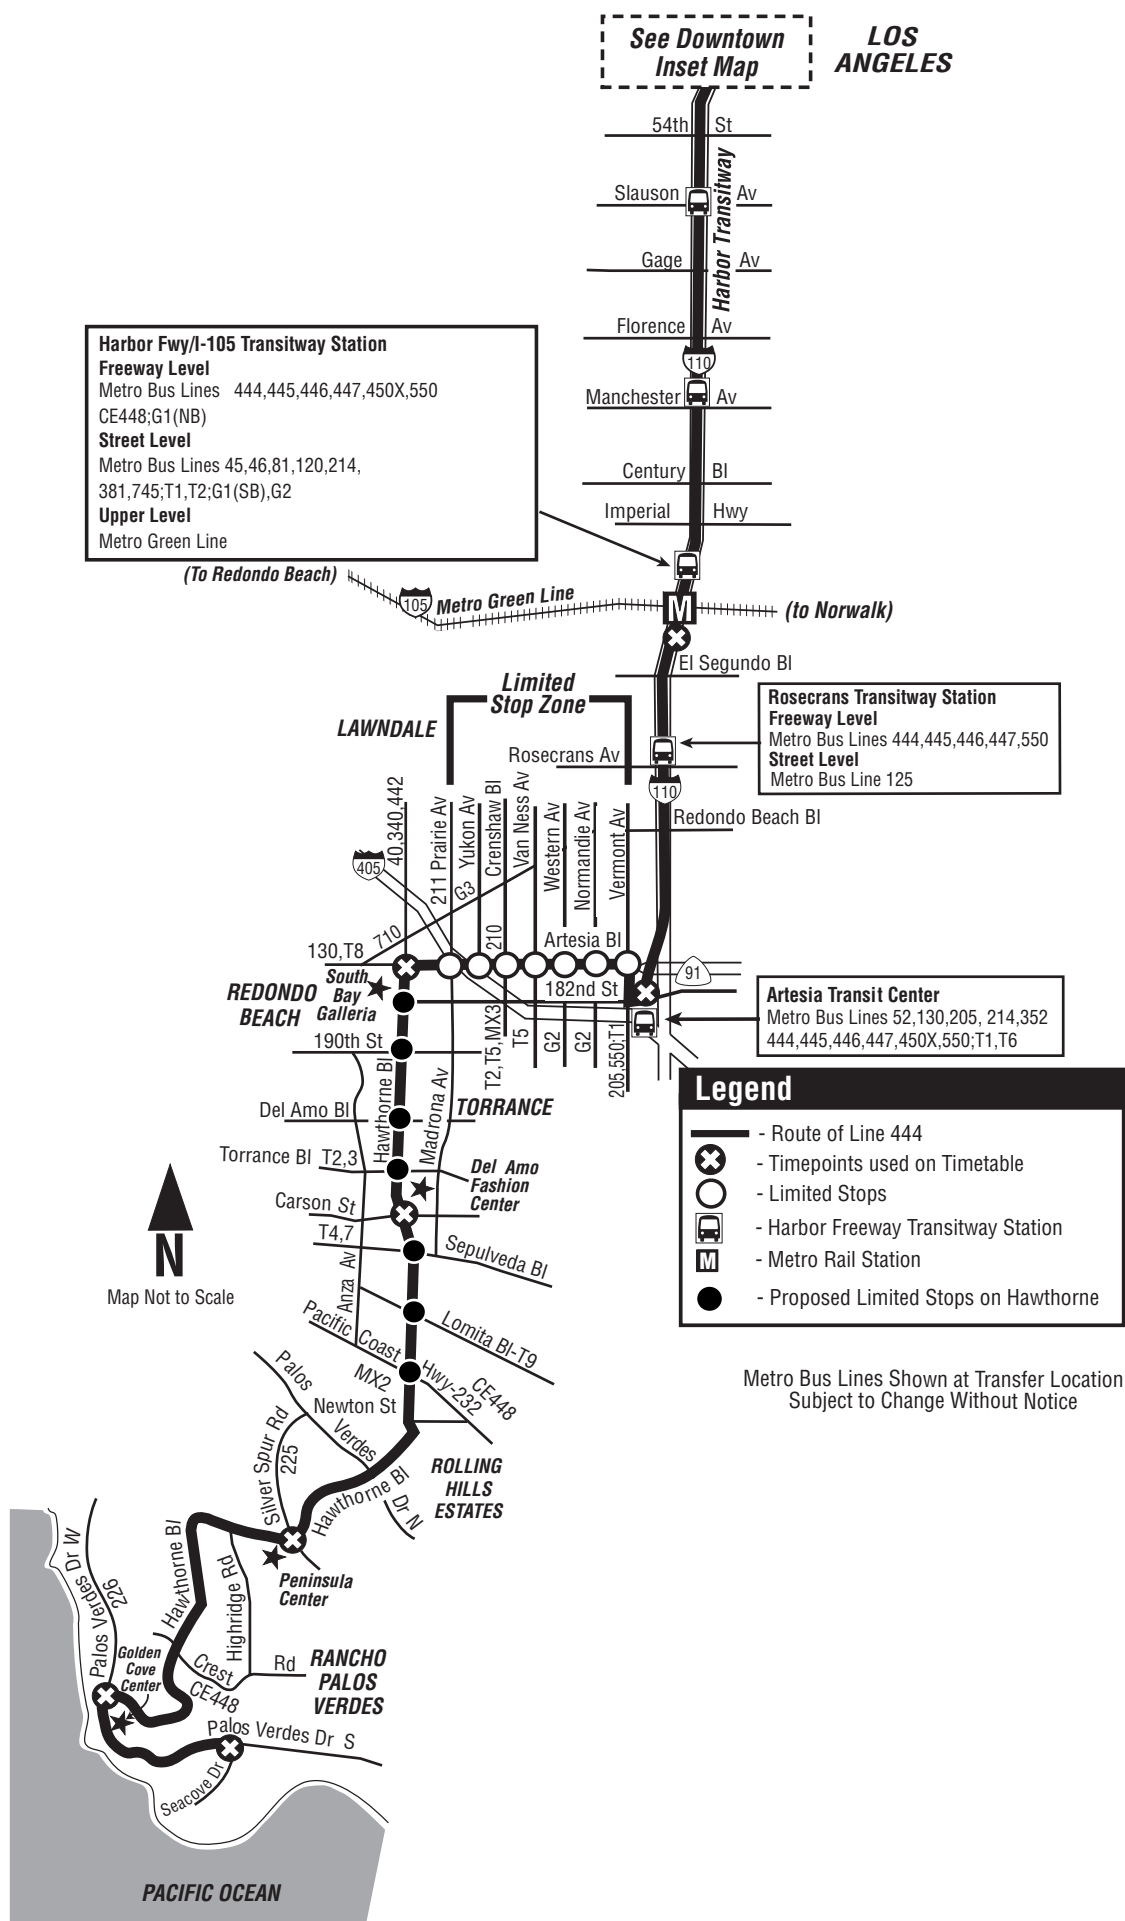 See Downtown
Inset Map
LOS
ANGELES
54th St
Harbor Transitway
Slauson Av
Gage Av
Florence Av
110
Manchester Av
Century Bl
Imperial Hwy
Harbor Fwy/I-105 Transitway Station
Freeway Level
Metro Bus Lines 444,445,446,447,450X,550
CE448;G1(NB)
Street Level
Metro Bus Lines 45,46,81,120,214,
381,745;T1,T2;G1(SB),G2
Upper Level
Metro Green Line
(To Redondo Beach)
105
Metro Green Line
M
(to Norwalk)
El Segundo Bl
Limited
Stop Zone
LAWNDALE
Rosecrans Transitway Station
Freeway Level
Metro Bus Lines 444,445,446,447,550
Street Level
Metro Bus Line 125
Rosecrans Av
110
Redondo Beach Bl
40,340,442
211 Prairie Av
Yukon Av
Crenshaw Bl
Van Ness Av
Western Av
Normandie Av
Vermont Av
405
G3
710
210
Artesia Bl
130,T8
91
182nd St
South
Bay
Galleria
REDONDO
BEACH
Artesia Transit Center
Metro Bus Lines 52,130,205, 214,352
444,445,446,447,450X,550;T1,T6
T2,T5,MX3
T5
G2
G2
205,550;T1
190th St
Hawthorne Bl
Madrona Av
Del Amo Bl
TORRANCE
Torrance Bl T2,3
Del Amo
Fashion
Center
Carson St
T4,7
Sepulveda Bl
Anza Av
Lomita Bl-T9
Pacific Coast Hwy-232
MX2
CE448
N
Map Not to Scale
Legend
- Route of Line 444
- Timepoints used on Timetable
- Limited Stops
- Harbor Freeway Transitway Station
M - Metro Rail Station
- Proposed Limited Stops on Hawthorne
Metro Bus Lines Shown at Transfer Location
Subject to Change Without Notice
Palos Verdes Dr N
Newton St
Silver Spur Rd
225
Hawthorne Bl
ROLLING
HILLS
ESTATES
Peninsula
Center
Hawthorne Bl
Highridge Rd
Palos Verdes Dr W
226
Golden
Cove
Center
Crest Rd
CE448
RANCHO
PALOS
VERDES
Palos Verdes Dr S
Seacove Dr
PACIFIC OCEAN